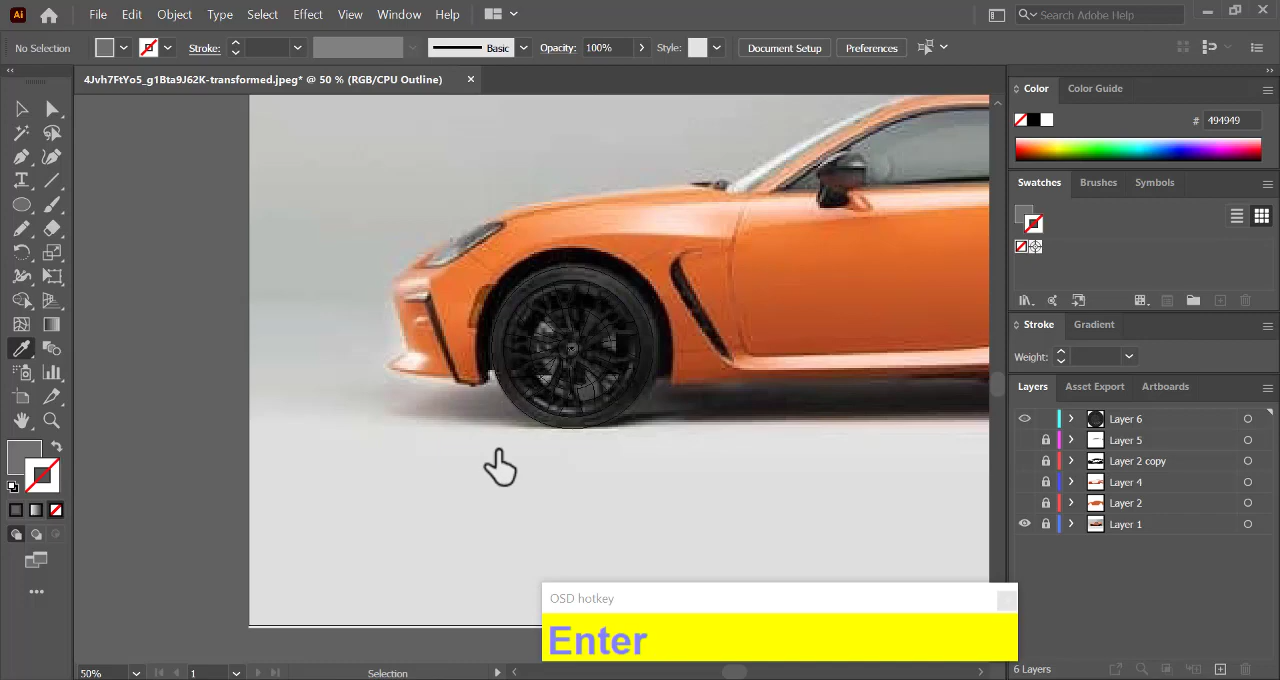 Ai File Edit Object Type Select Effect View Window Help Search Adobe Help
No Selection Stroke: Basic Opacity: 100% Style: Document Setup Preferences
4Jvh7FtYo5_g1Bta9J62K-transformed.jpeg* @ 50 % (RGB/CPU Outline)
Color Color Guide
# 494949
Swatches Brushes Symbols
Stroke Gradient
Weight:
Layers Asset Export Artboards
Layer 6
Layer 5
Layer 2 copy
Layer 4
Layer 2
Layer 1
OSD hotkey
Enter
50% 1 Selection 6 Layers